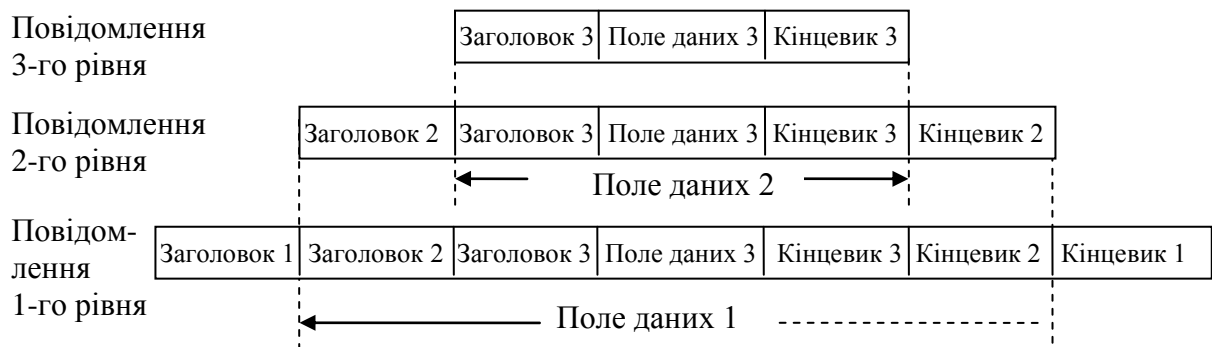 Повідомлення
3-го рівня
Заголовок 3 Поле даних 3 Кінцевик 3
Повідомлення
2-го рівня
Заголовок 2 Заголовок 3 Поле даних 3 Кінцевик 3 Кінцевик 2
Поле даних 2
Повідом-
лення
1-го рівня
Заголовок 1 Заголовок 2 Заголовок 3 Поле даних 3 Кінцевик 3 Кінцевик 2 Кінцевик 1
Поле даних 1